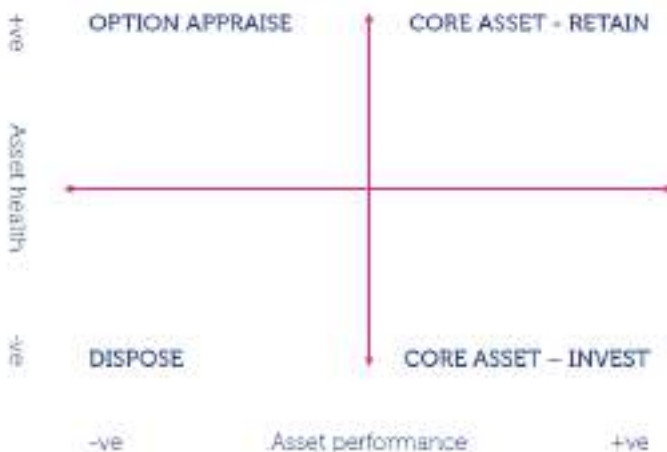 +ve
OPTION APPRAISE
CORE ASSET - RETAIN
Asset health
-ve
DISPOSE
CORE ASSET – INVEST
-ve
Asset performance
+ve